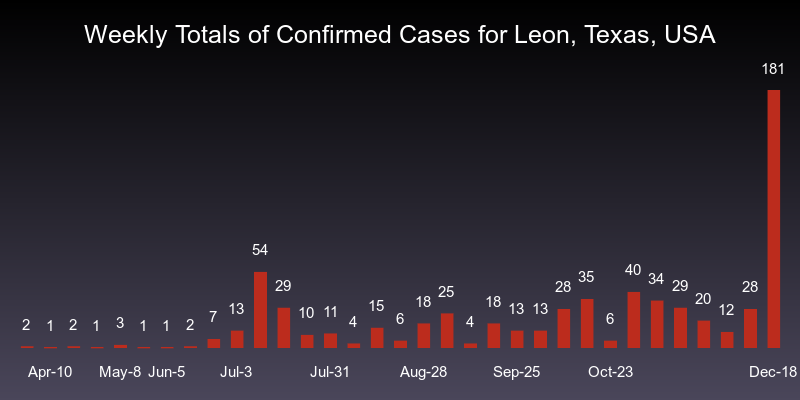 Weekly Totals of Confirmed Cases for Leon, Texas, USA
2 1 2 1 3 1 1 2 7 13 54 29 10 11 4 15 6 18 25 4 18 13 13 28 35 6 40 34 29 20 12 28 181
Apr-10 May-8 Jun-5 Jul-3 Jul-31 Aug-28 Sep-25 Oct-23 Dec-18